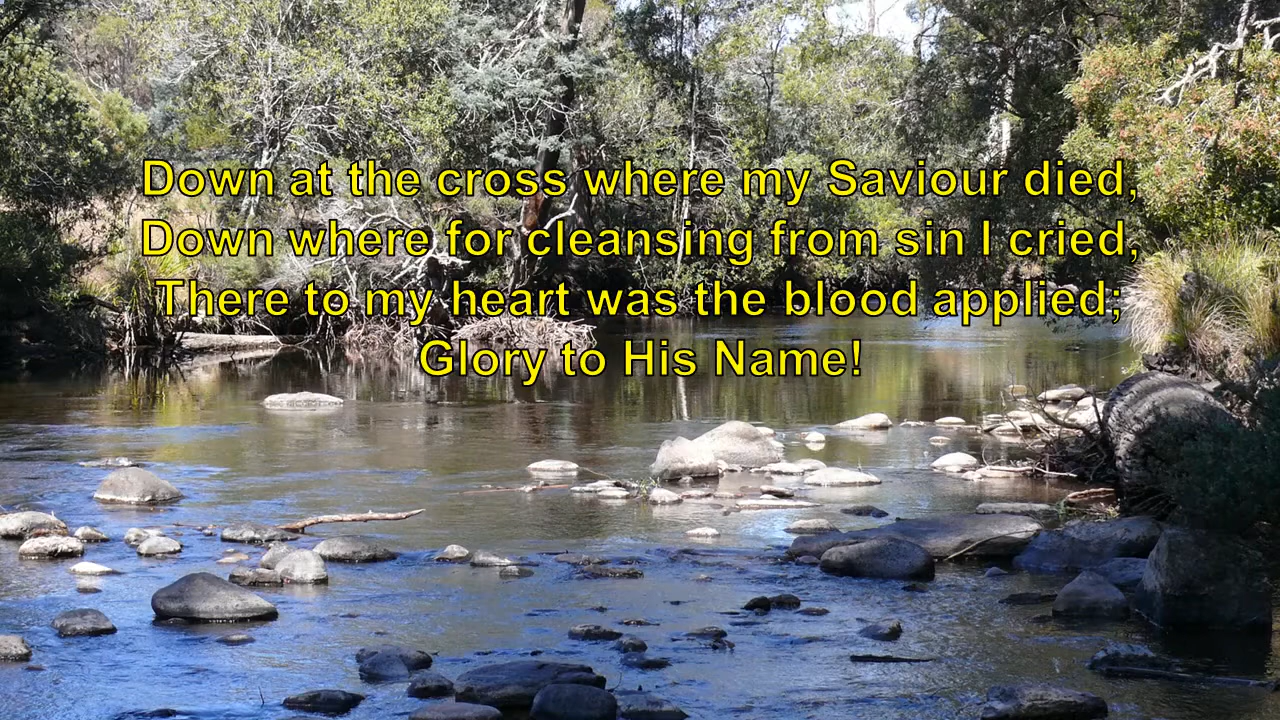 Down at the cross where my Saviour died,
Down where for cleansing from sin I cried,
There to my heart was the blood applied;
Glory to His Name!